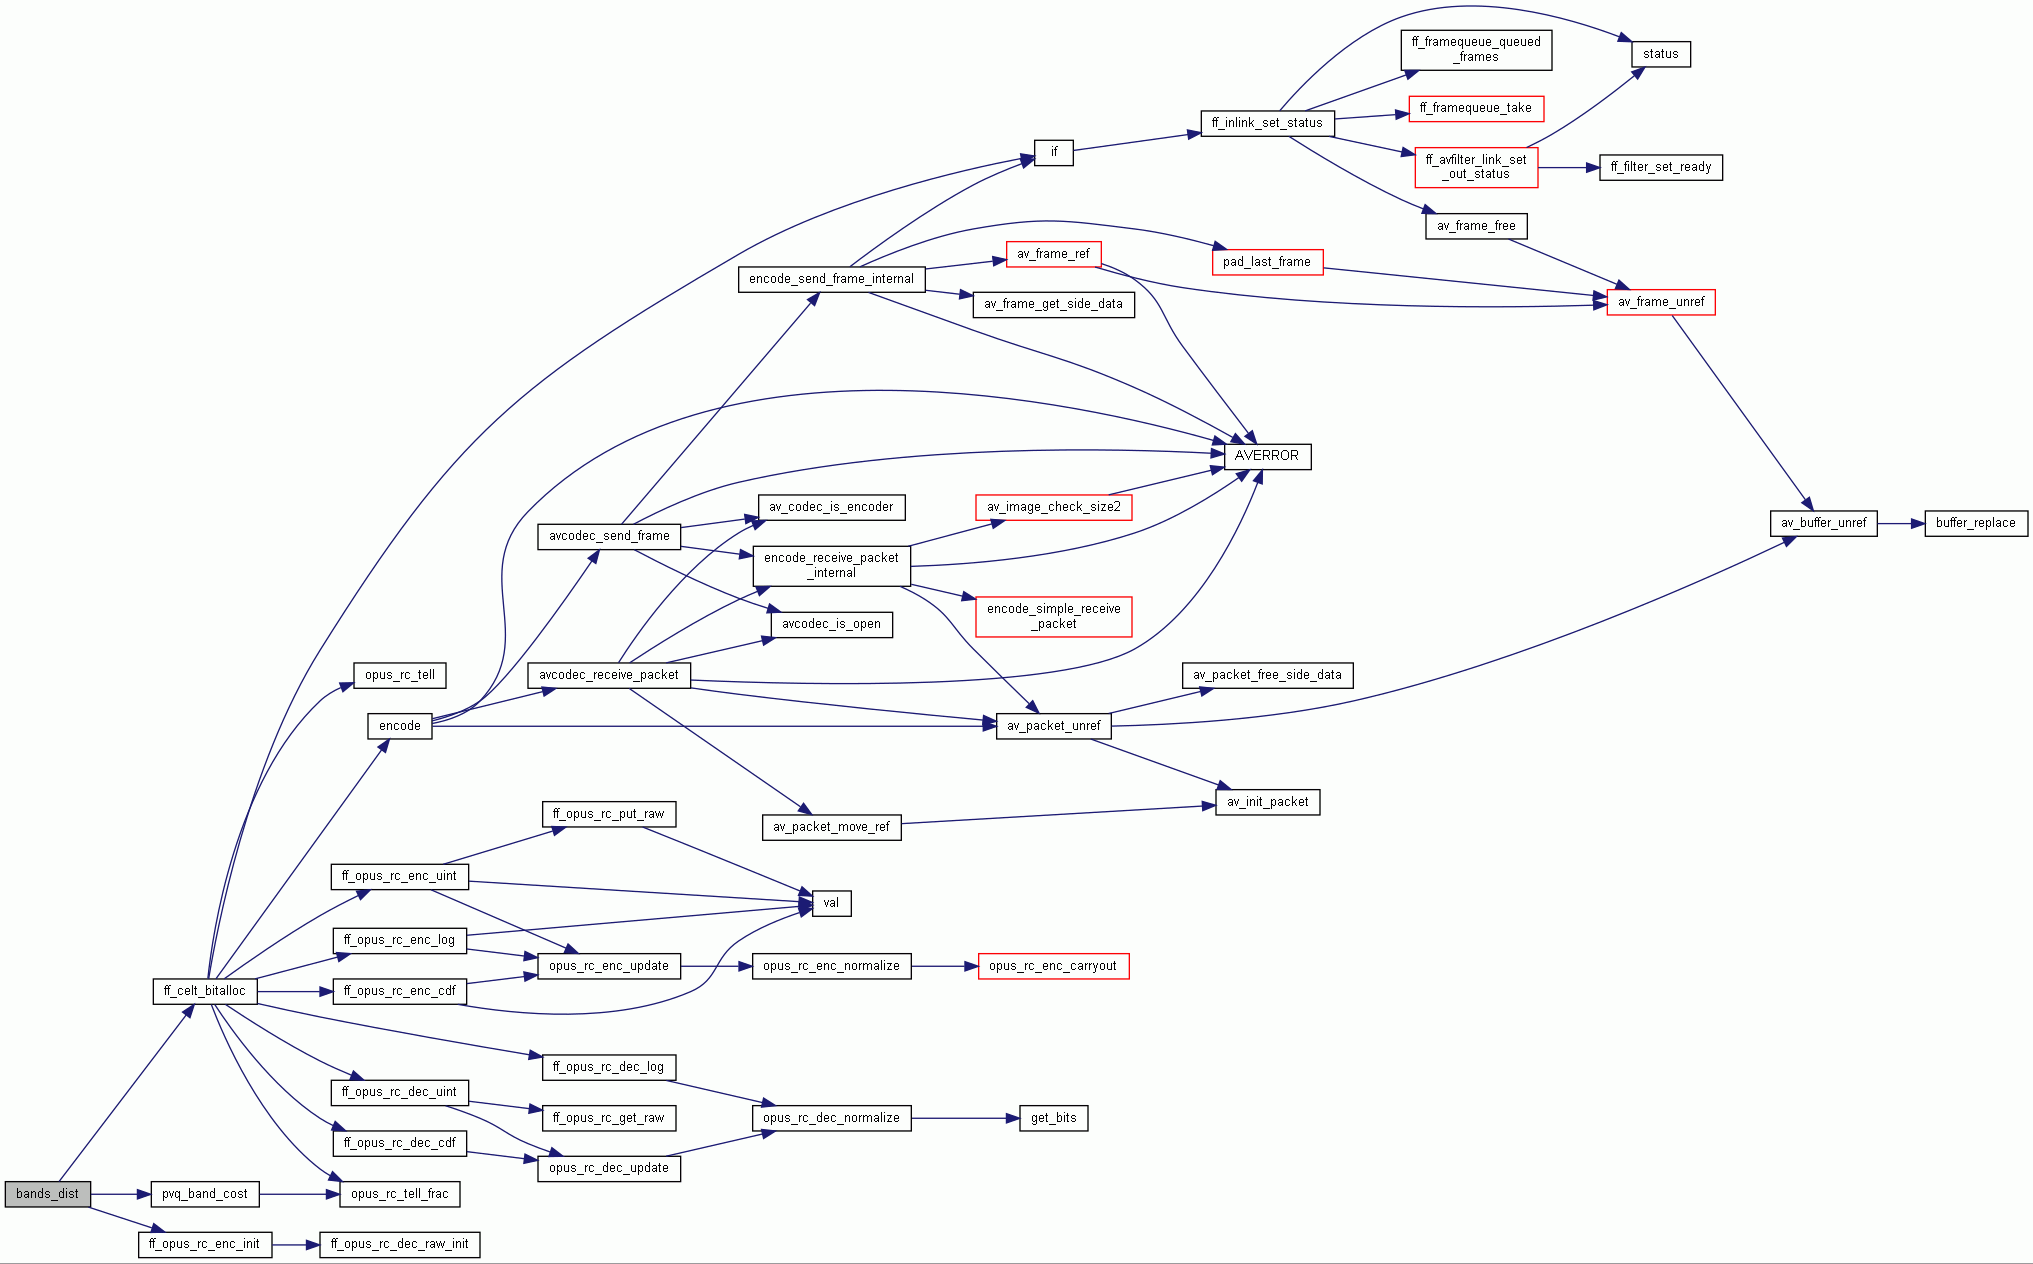 ff_framequeue_queued
_frames
status
ff_framequeue_take
ff_inlink_set_status
if
ff_avfilter_link_set
_out_status
ff_filter_set_ready
av_frame_free
av_frame_ref
pad_last_frame
encode_send_frame_internal
av_frame_get_side_data
av_frame_unref
AVERROR
av_codec_is_encoder
av_image_check_size2
av_buffer_unref
buffer_replace
avcodec_send_frame
encode_receive_packet
_internal
encode_simple_receive
_packet
avcodec_is_open
opus_rc_tell
avcodec_receive_packet
av_packet_free_side_data
encode
av_packet_unref
av_init_packet
ff_opus_rc_put_raw
av_packet_move_ref
ff_opus_rc_enc_uint
val
ff_opus_rc_enc_log
opus_rc_enc_update
opus_rc_enc_normalize
opus_rc_enc_carryout
ff_celt_bitalloc
ff_opus_rc_enc_cdf
ff_opus_rc_dec_log
ff_opus_rc_dec_uint
ff_opus_rc_get_raw
opus_rc_dec_normalize
get_bits
ff_opus_rc_dec_cdf
opus_rc_dec_update
bands_dist
pvq_band_cost
opus_rc_tell_frac
ff_opus_rc_enc_init
ff_opus_rc_dec_raw_init